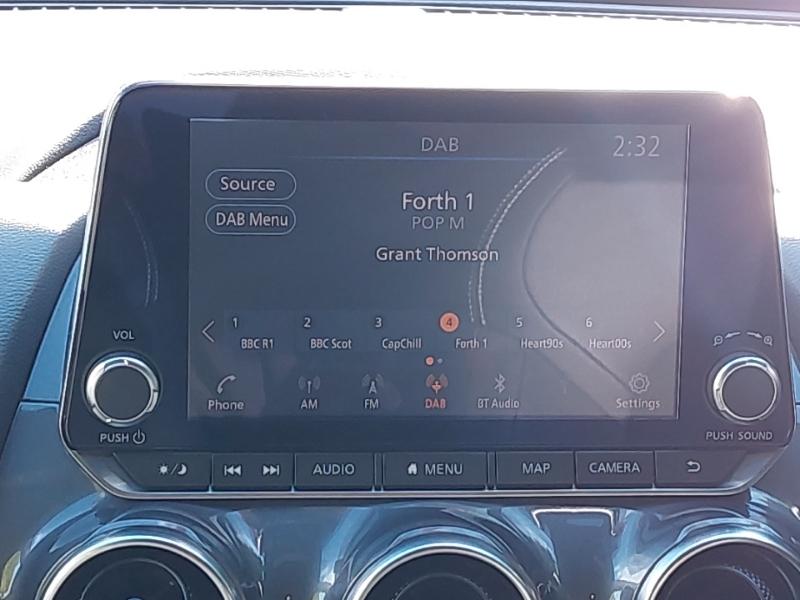 DAB
2:32
Source
DAB Menu
Forth 1
POP M
Grant Thomson
1 2 3 4 5 6
BBC R1 BBC Scot CapChill Forth 1 Heart90s Heart00s
Phone AM FM DAB BT Audio Settings
VOL
PUSH
PUSH SOUND
AUDIO MENU MAP CAMERA